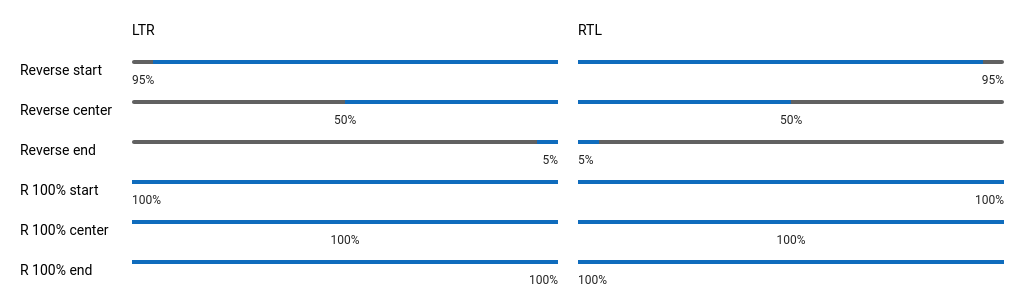 LTR RTL
Reverse start 95% 95%
Reverse center 50% 50%
Reverse end 5% 5%
R 100% start 100% 100%
R 100% center 100% 100%
R 100% end 100% 100%